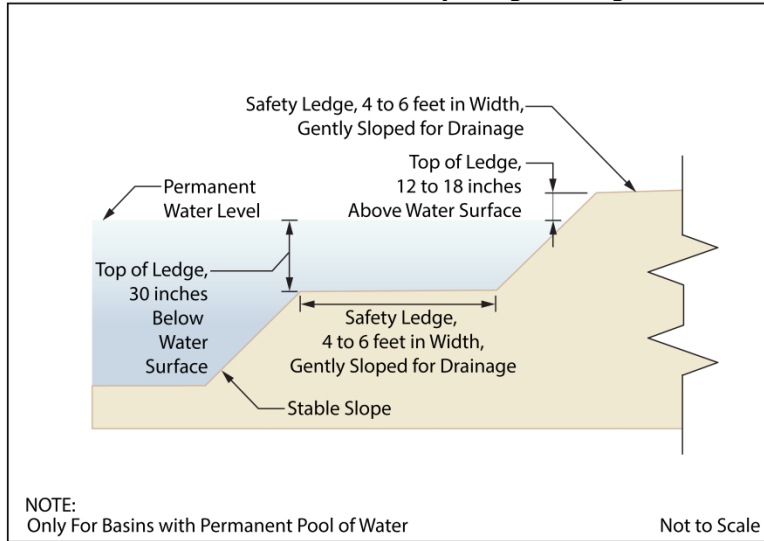 Safety Ledge, 4 to 6 feet in Width,
Gently Sloped for Drainage
Top of Ledge,
12 to 18 inches
Above Water Surface
Permanent
Water Level
Top of Ledge,
30 inches
Below
Water
Surface
Safety Ledge,
4 to 6 feet in Width,
Gently Sloped for Drainage
Stable Slope
NOTE:
Only For Basins with Permanent Pool of Water
Not to Scale